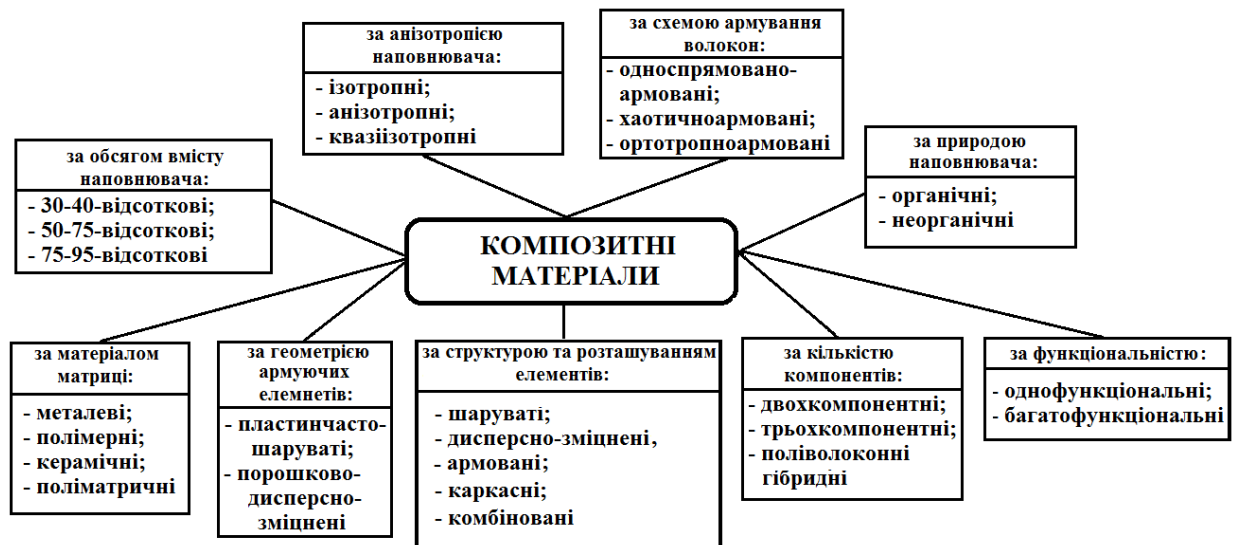 за анізотропією
наповнювача:
- ізотропні;
- анізотропні;
- квазіізотропні
за схемою армування
волокон:
- односпрямовано-
армовані;
- хаотичноармовані;
- ортотропноармовані
за обсягом вмісту
наповнювача:
- 30-40-відсоткові;
- 50-75-відсоткові;
- 75-95-відсоткові
за природою
наповнювача:
- органічні;
- неорганічні
КОМПОЗИТНІ
МАТЕРІАЛИ
за матеріалом
матриці:
- металеві;
- полімерні;
- керамічні;
- поліматричні
за геометрією
армуючих
елемнетів:
- пластинчасто-
шаруваті;
- порошково-
дисперсно-
зміцнені
за структурою та розташуванням
елементів:
- шаруваті;
- дисперсно-зміцнені,
- армовані;
- каркасні;
- комбіновані
за кількістю
компонентів:
- двохкомпонентні;
- трьохкомпонентні;
- поліволоконні
гібридні
за функціональністю:
- однофункціональні;
- багатофункціональні